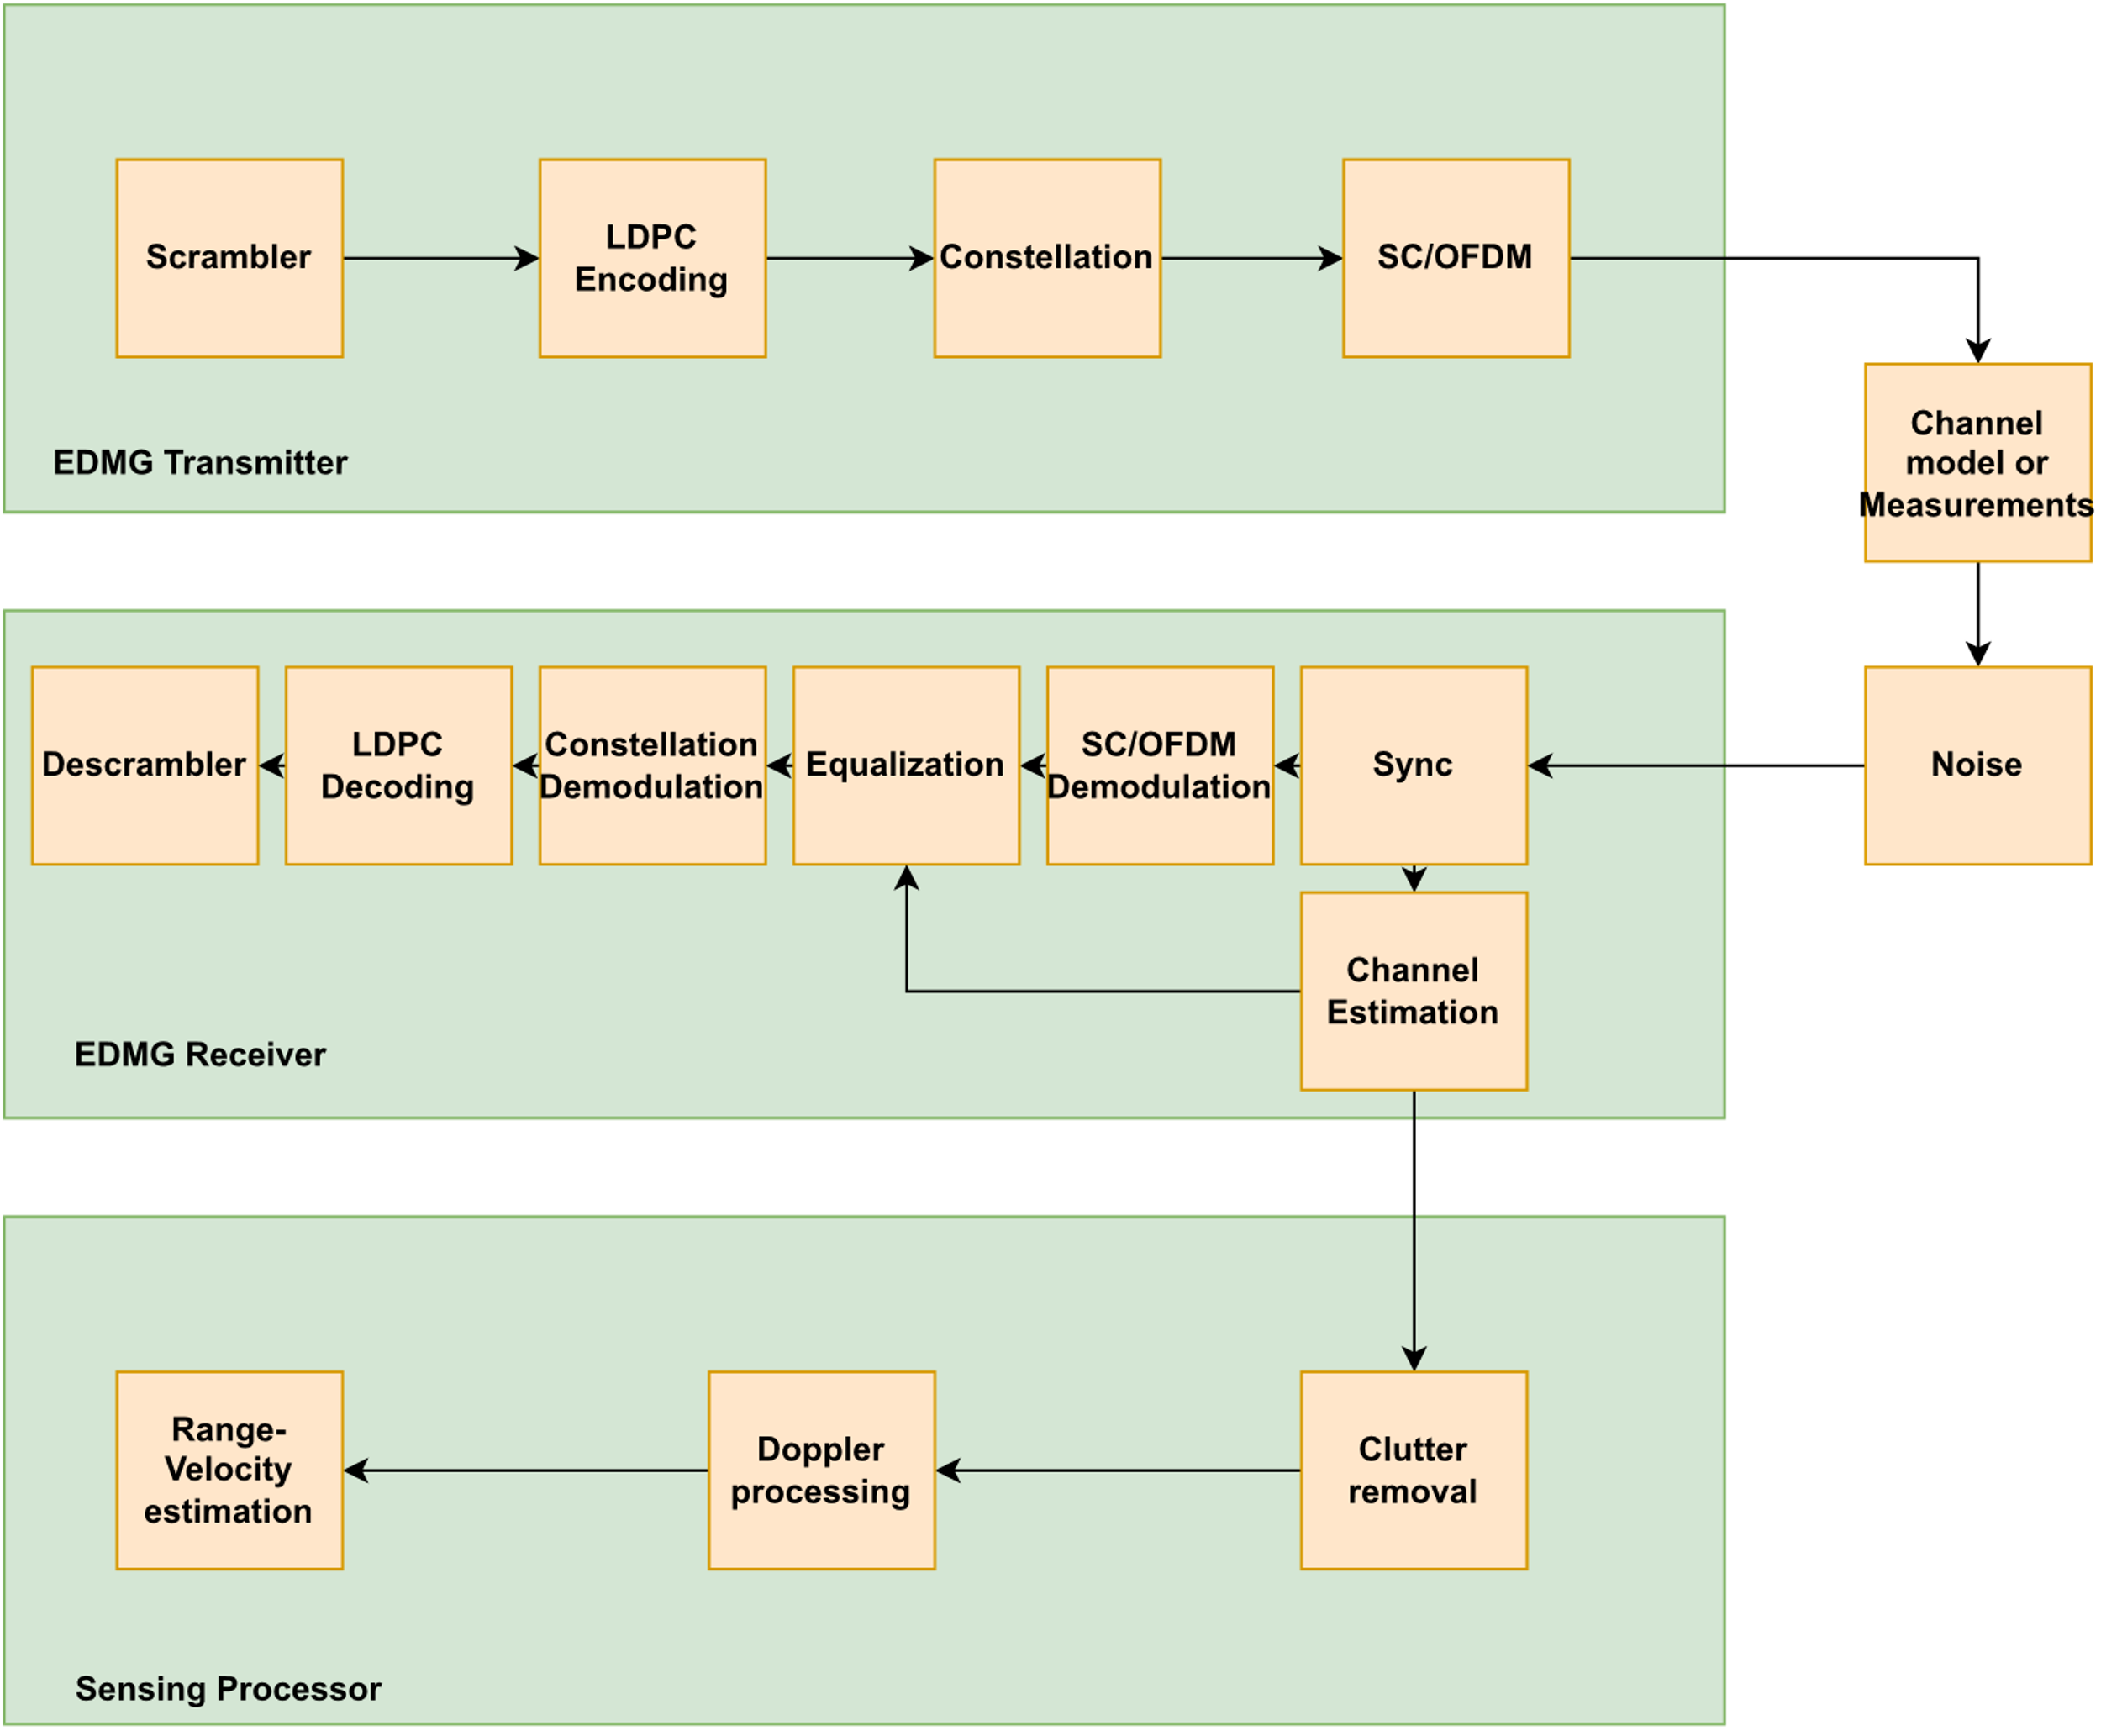 Scrambler
LDPC
Encoding
Constellation
SC/OFDM
EDMG Transmitter
Channel
model or
Measurements
Descrambler
LDPC
Decoding
Constellation
Demodulation
Equalization
SC/OFDM
Demodulation
Sync
Noise
Channel
Estimation
EDMG Receiver
Range-
Velocity
estimation
Doppler
processing
Clutter
removal
Sensing Processor